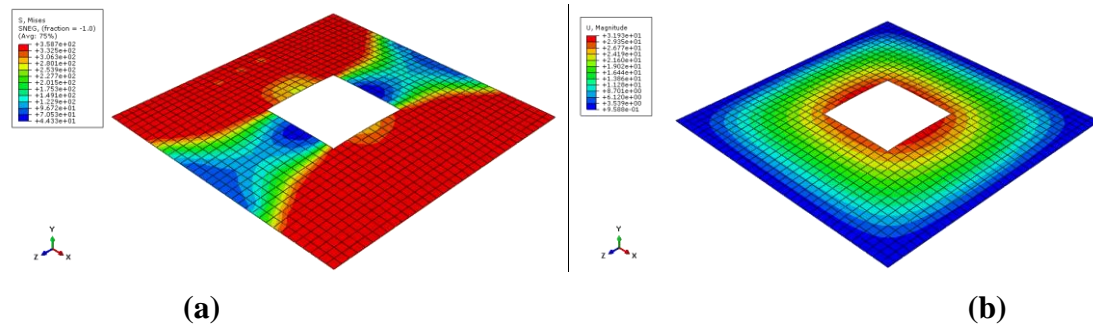 S, Mises
SNEG, (fraction = -1.0)
(Avg: 75%)
+3.587e+02
+3.325e+02
+3.063e+02
+2.801e+02
+2.539e+02
+2.277e+02
+2.015e+02
+1.753e+02
+1.491e+02
+1.229e+02
+9.672e+01
+7.053e+01
+4.433e+01
Y
Z
X
(a)
U, Magnitude
+3.193e+01
+2.935e+01
+2.677e+01
+2.419e+01
+2.160e+01
+1.902e+01
+1.644e+01
+1.386e+01
+1.128e+01
+8.701e+00
+6.120e+00
+3.539e+00
+9.588e-01
Y
Z
X
(b)